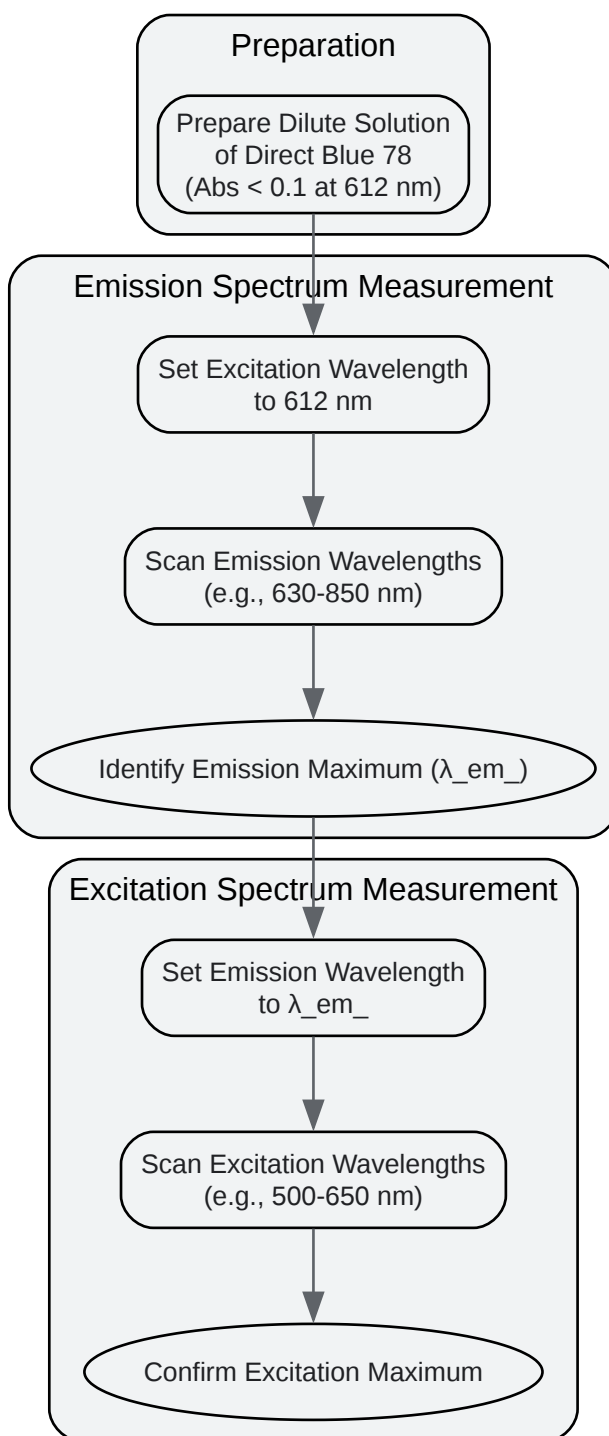 Preparation
Prepare Dilute Solution
of Direct Blue 78
(Abs < 0.1 at 612 nm)
Emission Spectrum Measurement
Set Excitation Wavelength
to 612 nm
Scan Emission Wavelengths
(e.g., 630-850 nm)
Identify Emission Maximum (λ_em_)
Excitation Spectrum Measurement
Set Emission Wavelength
to λ_em_
Scan Excitation Wavelengths
(e.g., 500-650 nm)
Confirm Excitation Maximum